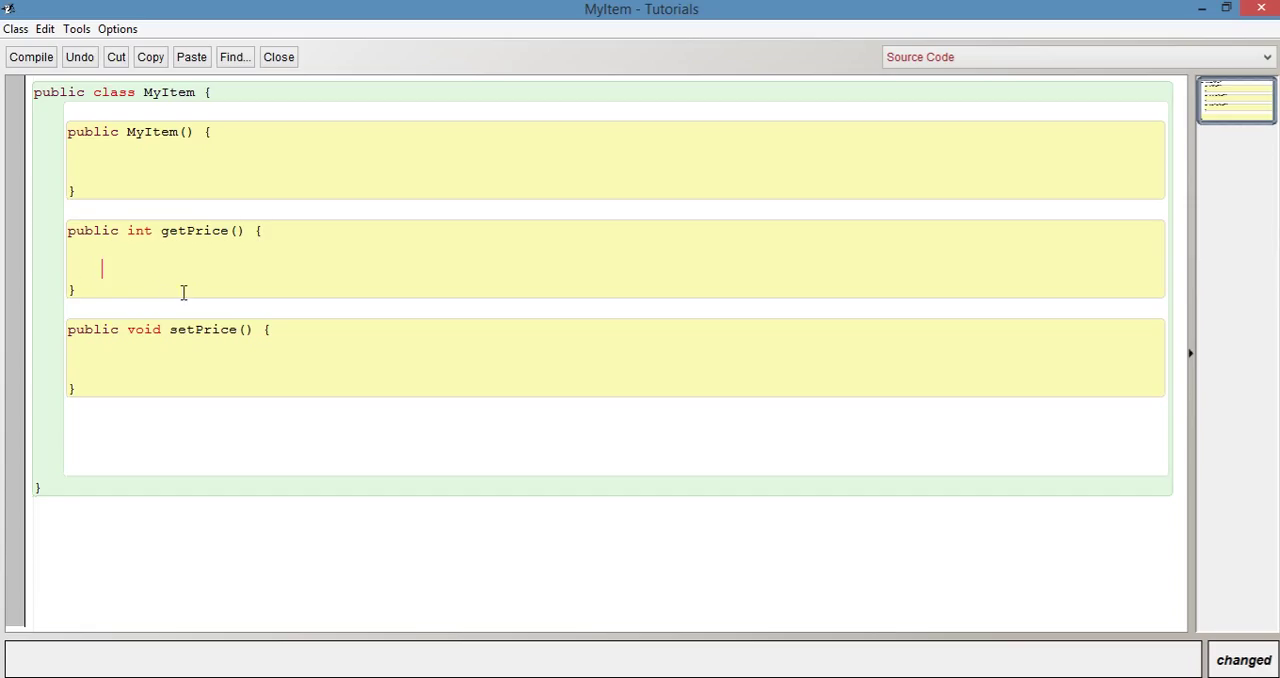 MyItem - Tutorials
Class Edit Tools Options
Compile Undo Cut Copy Paste Find... Close Source Code
public class MyItem {
public MyItem() {
}
public int getPrice() {
}
public void setPrice() {
}
}
changed